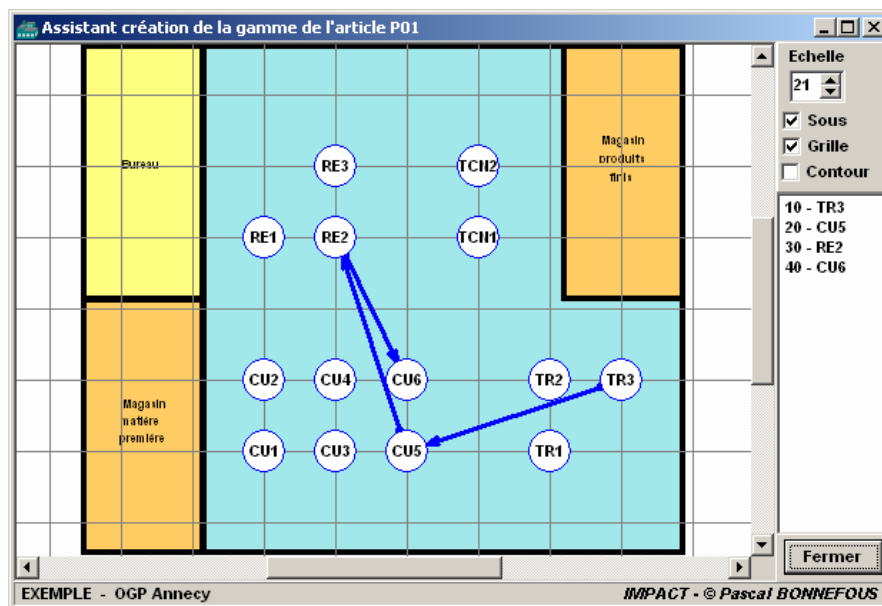 Assistant création de la gamme de l'article P01
Echelle
21
Sous
Grille
Contour
10 - TR3
20 - CU5
30 - RE2
40 - CU6
Bureau
RE3
TCN2
Magasin
produits
finis
RE1
RE2
TCN1
CU2
CU4
CU6
TR2
TR3
Magasin
matière
première
CU1
CU3
CU5
TR1
Fermer
EXEMPLE - OGP Annecy
IMPACT - © Pascal BONNEFOUS